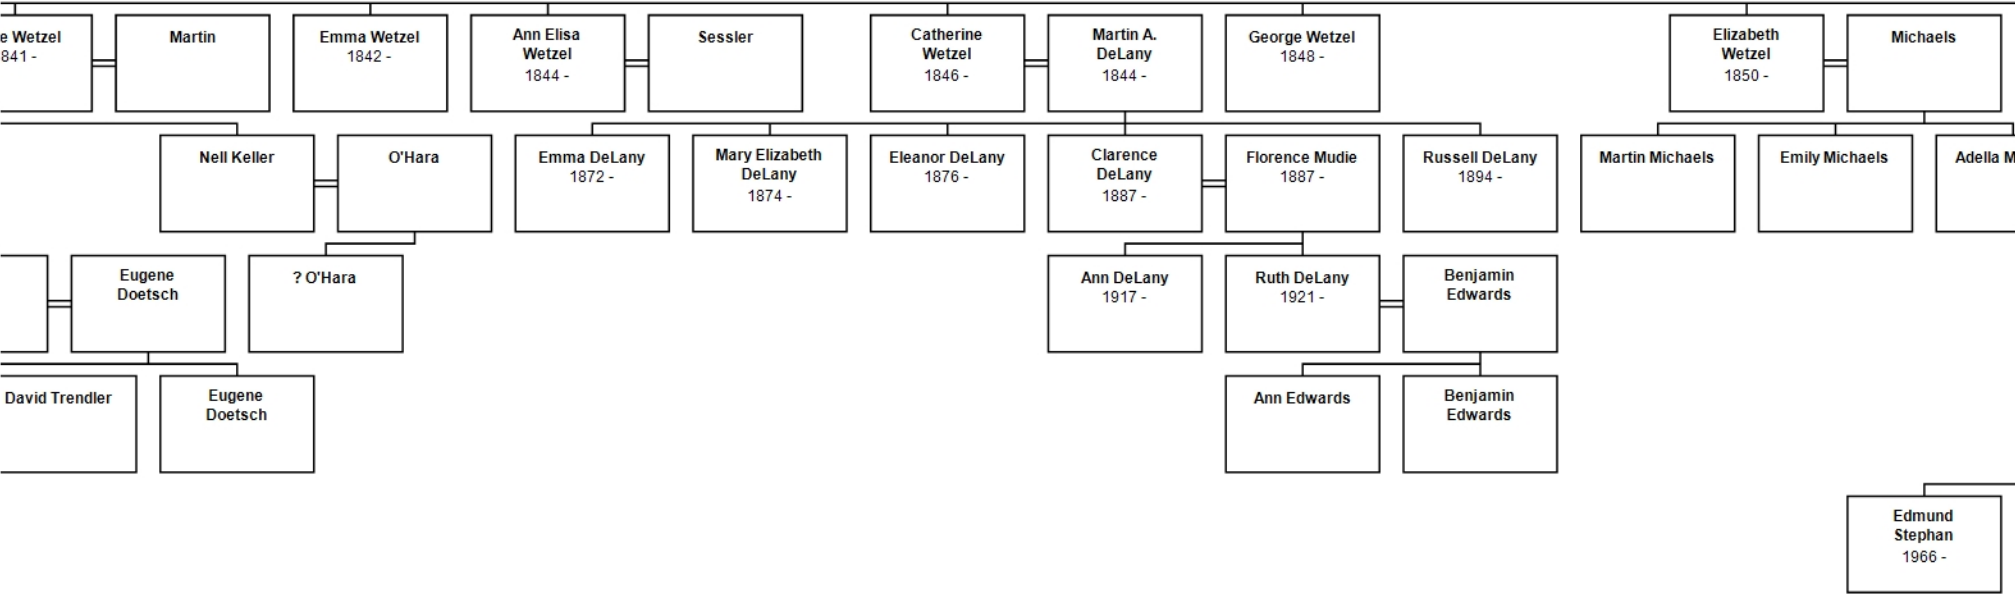 e Wetzel
841 -
Martin
Emma Wetzel
1842 -
Ann Elisa
Wetzel
1844 -
Sessler
Catherine
Wetzel
1846 -
Martin A.
DeLany
1844 -
George Wetzel
1848 -
Elizabeth
Wetzel
1850 -
Michaels
Nell Keller
O'Hara
Emma DeLany
1872 -
Mary Elizabeth
DeLany
1874 -
Eleanor DeLany
1876 -
Clarence
DeLany
1887 -
Florence Mudie
1887 -
Russell DeLany
1894 -
Martin Michaels
Emily Michaels
Adella M
Eugene
Doetsch
? O'Hara
Ann DeLany
1917 -
Ruth DeLany
1921 -
Benjamin
Edwards
David Trendler
Eugene
Doetsch
Ann Edwards
Benjamin
Edwards
Edmund
Stephan
1966 -